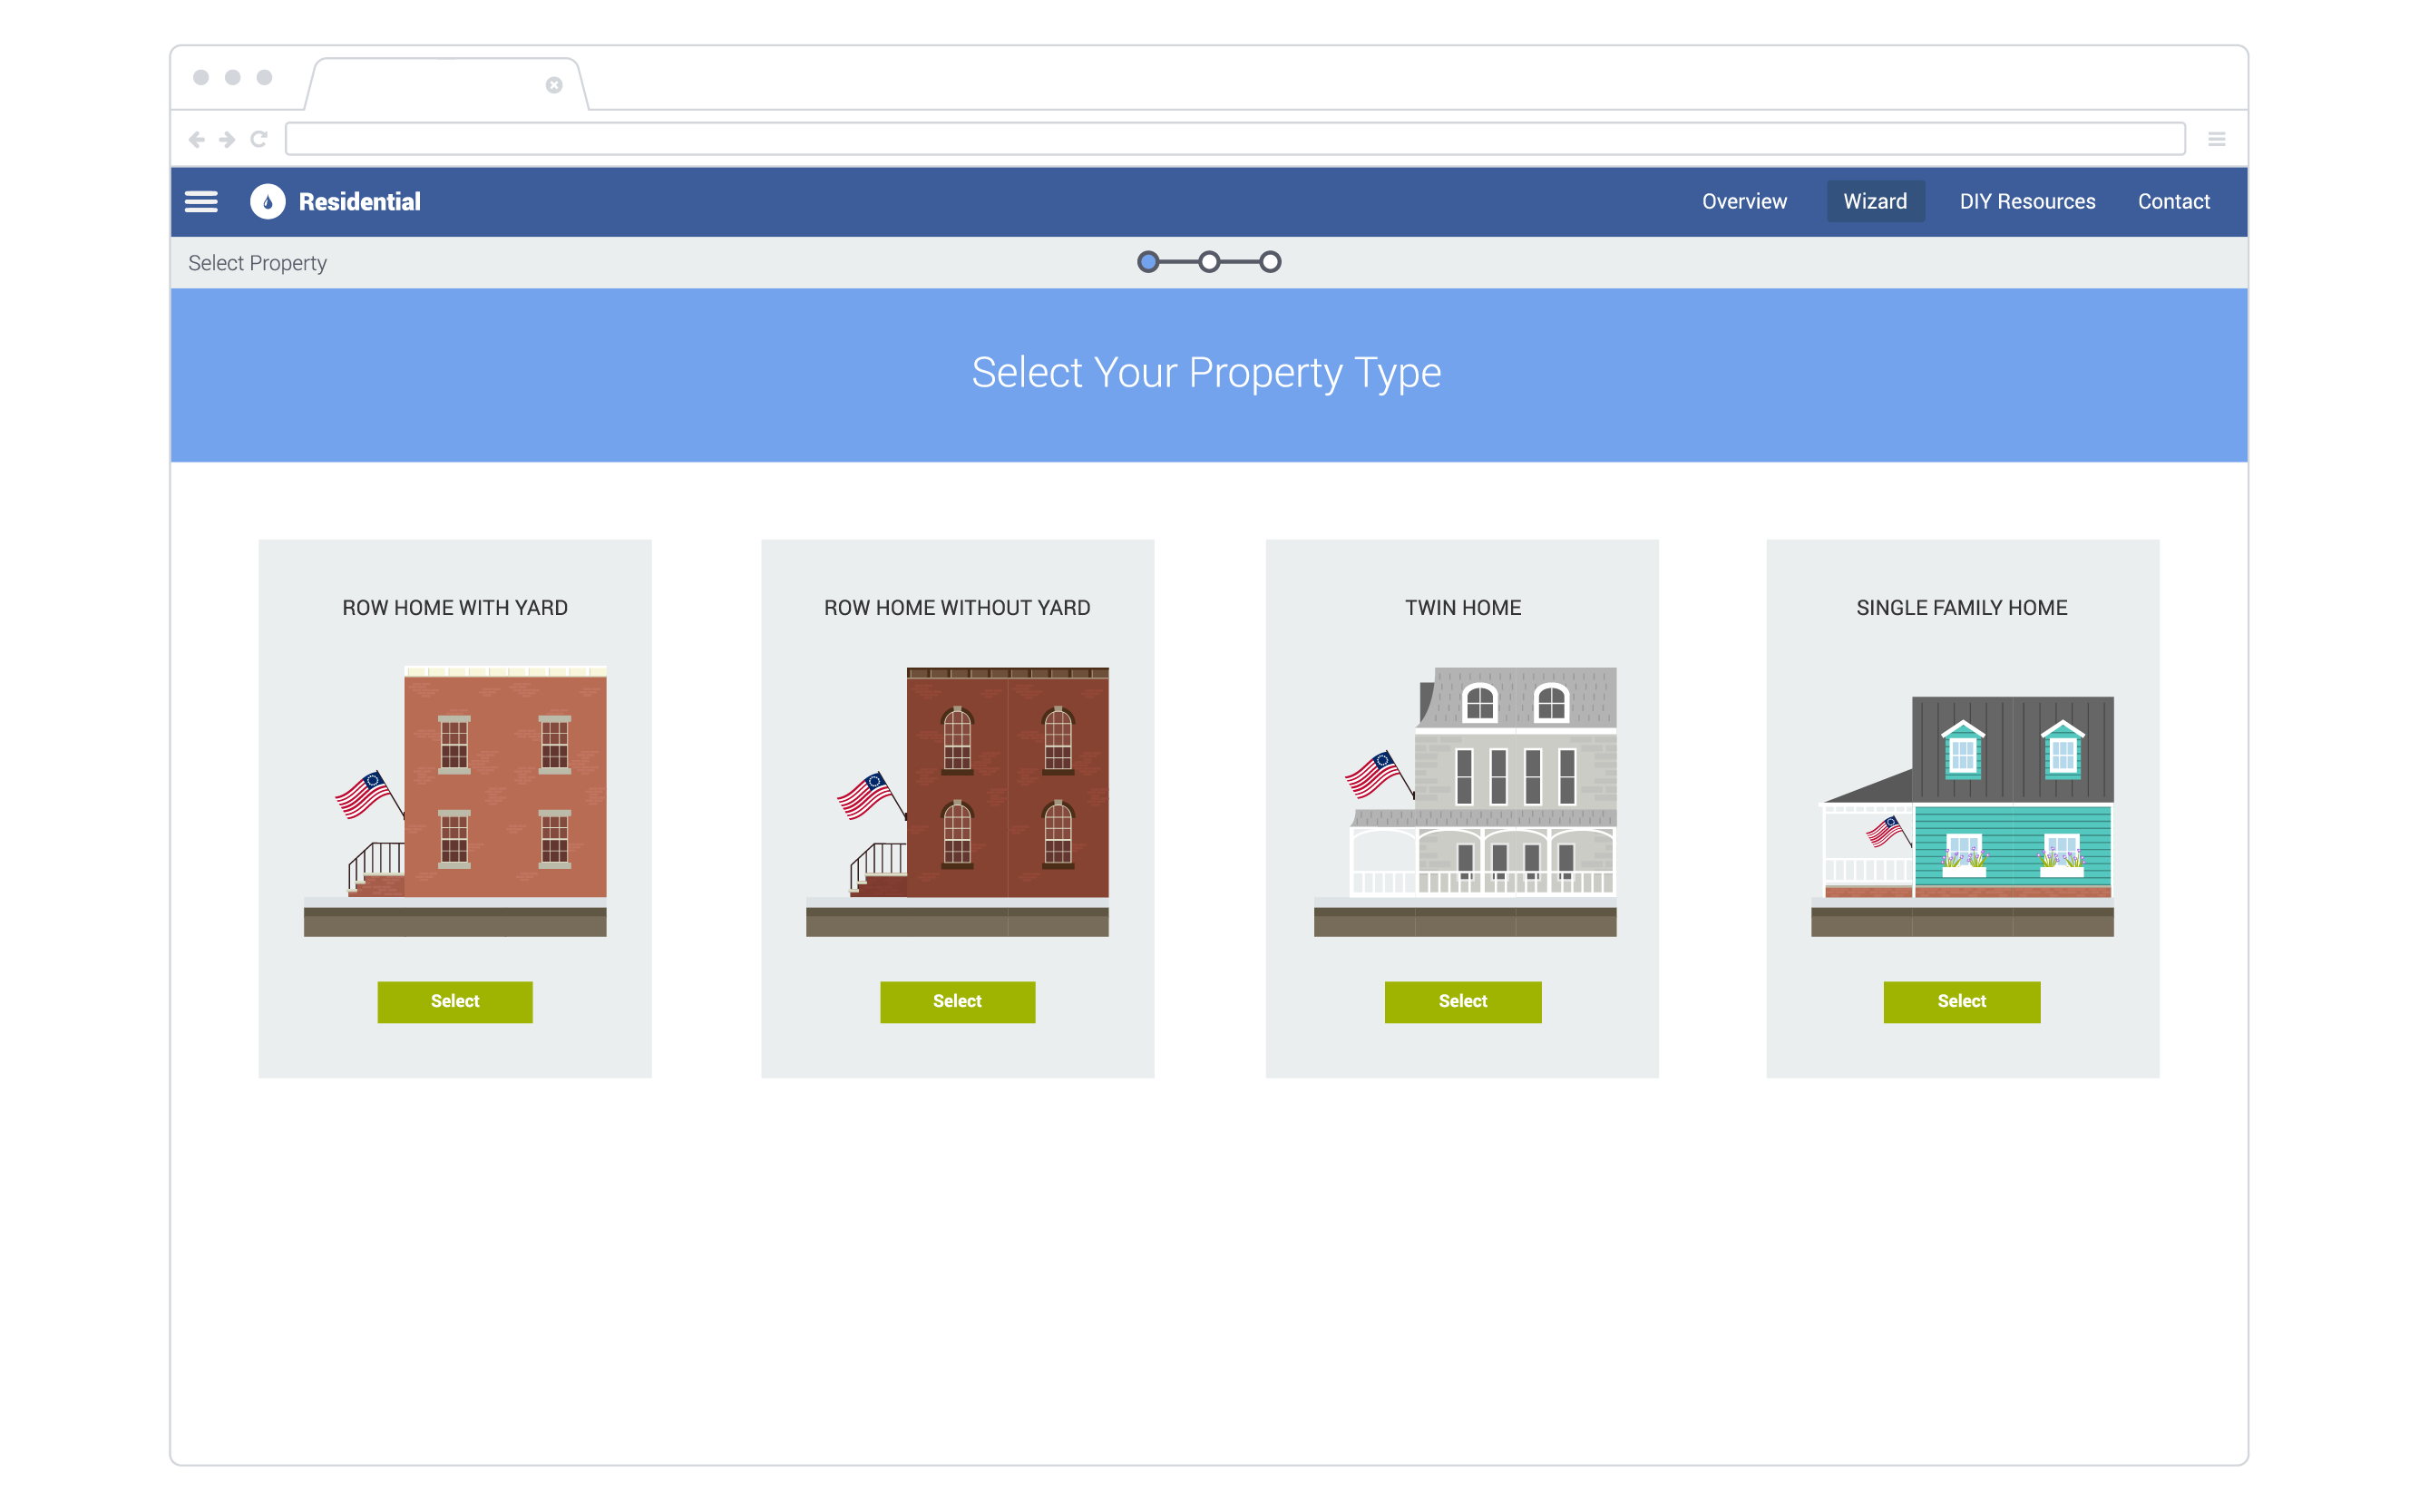 Residential
Overview
Wizard
DIY Resources
Contact
Select Property
Select Your Property Type
ROW HOME WITH YARD
ROW HOME WITHOUT YARD
TWIN HOME
SINGLE FAMILY HOME
Select
Select
Select
Select